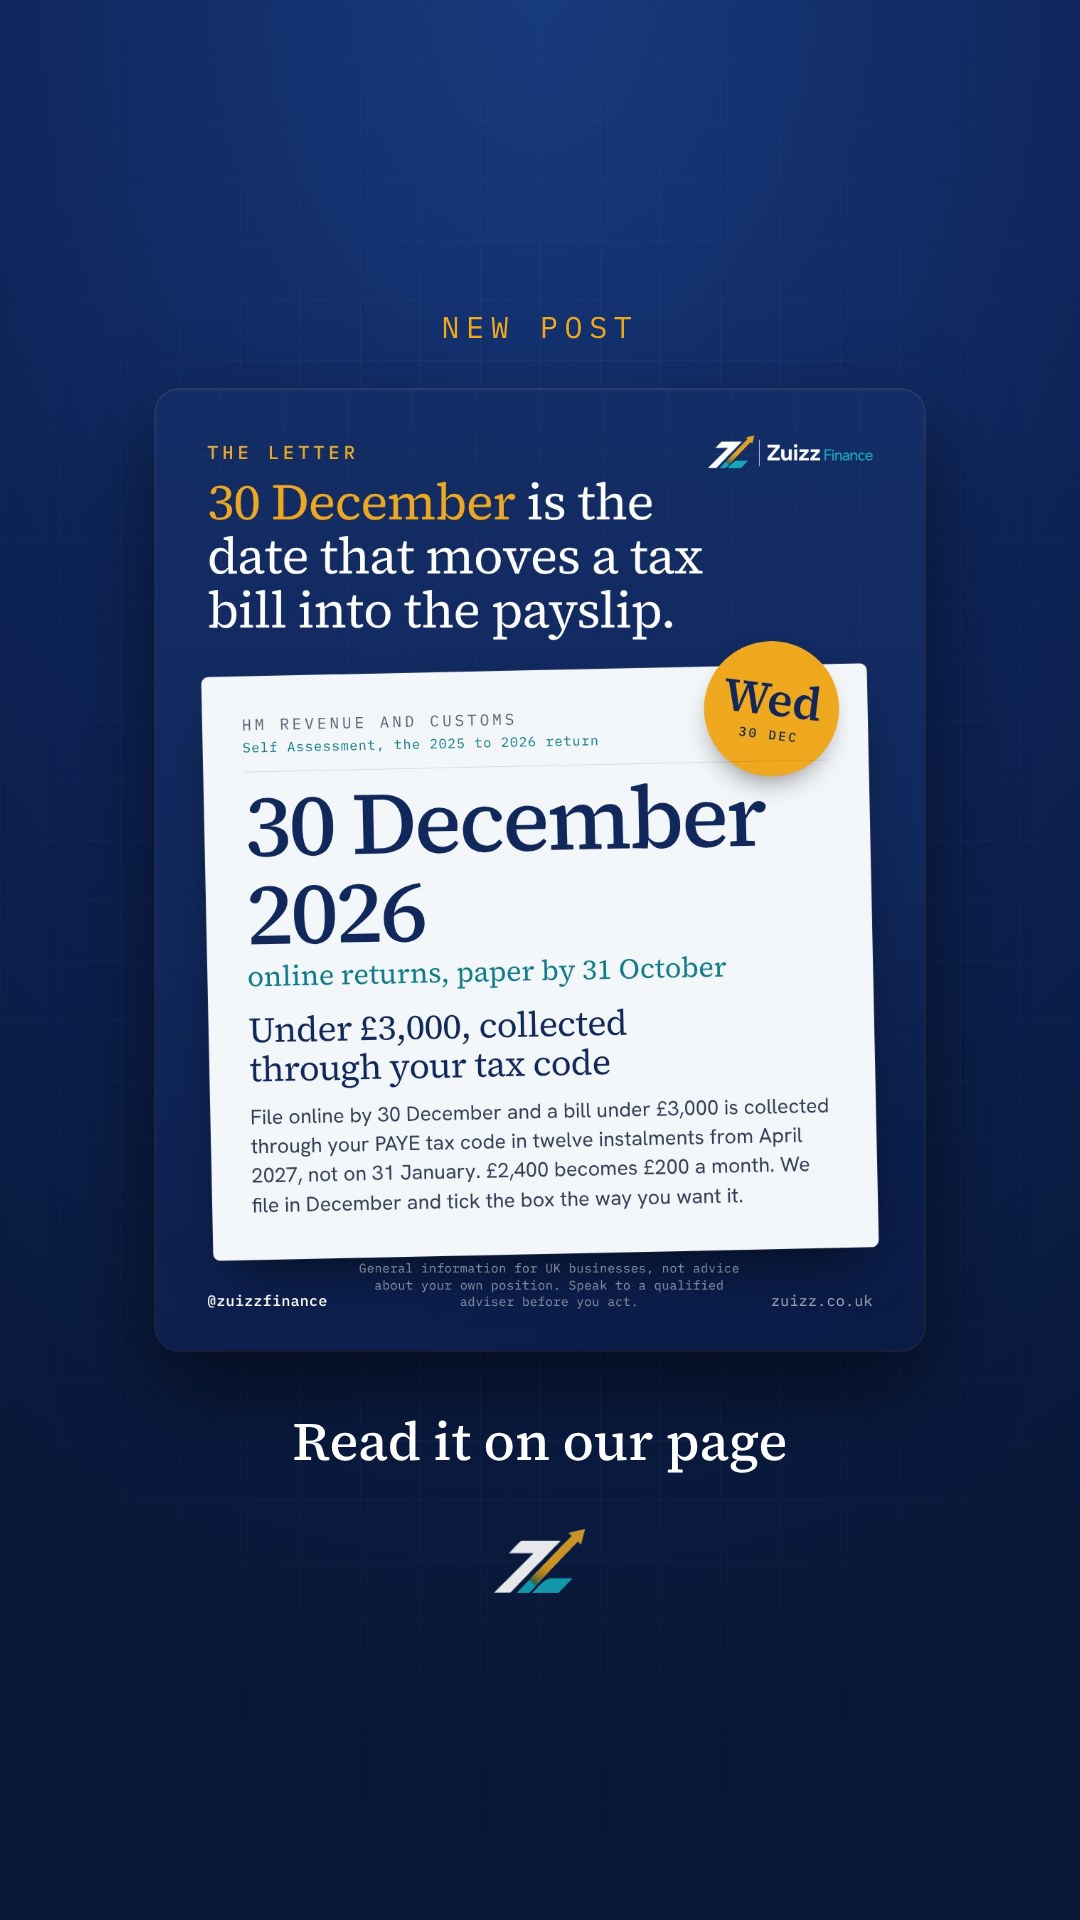 NEW POST
THE LETTER
Zuizz Finance
30 December is the
date that moves a tax
bill into the payslip.
Wed
30 DEC
HM REVENUE AND CUSTOMS
Self Assessment, the 2025 to 2026 return
30 December
2026
online returns, paper by 31 October
Under £3,000, collected
through your tax code
File online by 30 December and a bill under £3,000 is collected
through your PAYE tax code in twelve instalments from April
2027, not on 31 January. £2,400 becomes £200 a month. We
file in December and tick the box the way you want it.
General information for UK businesses, not advice
about your own position. Speak to a qualified
adviser before you act.
@zuizzfinance
zuizz.co.uk
Read it on our page